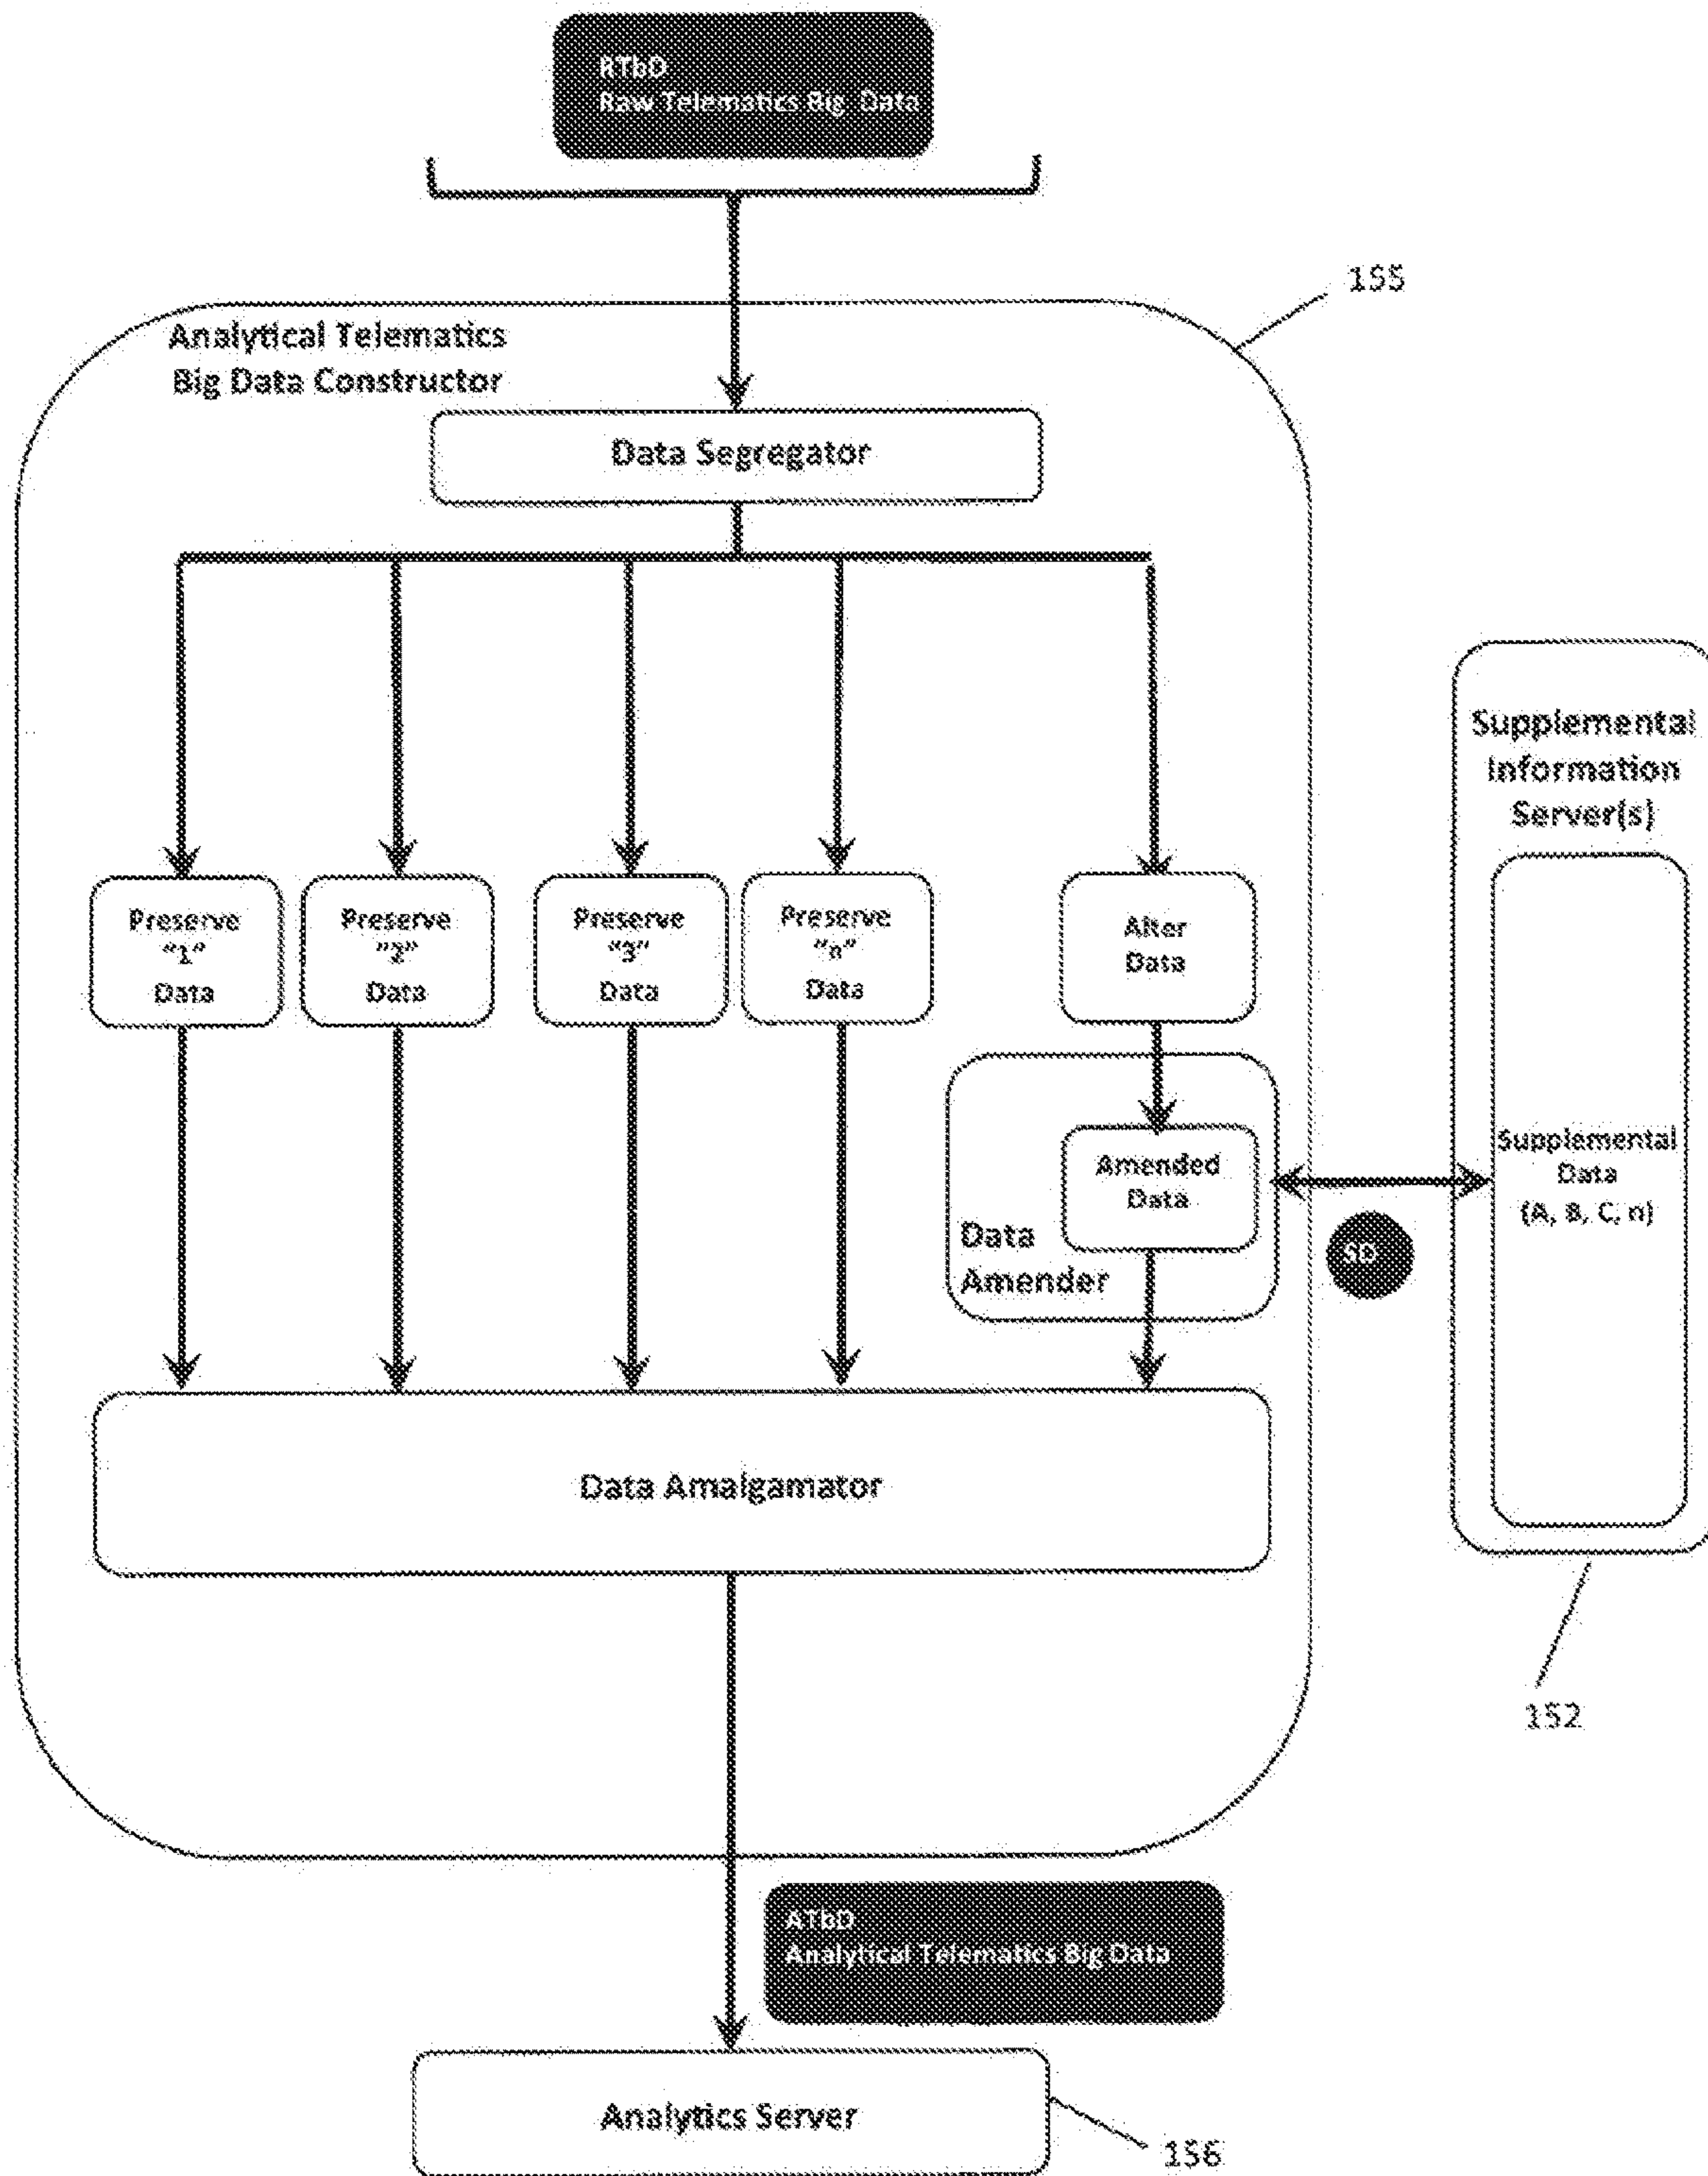 RTbD
Raw Telematics Big Data
155
Analytical Telematics
Big Data Constructor
Data Segregator
Supplemental
Information
Server(s)
Preserve
"1"
Data
Preserve
"2"
Data
Preserve
"3"
Data
Preserve
"n"
Data
Alter
Data
Amended
Data
Data
Amender
SD
Supplemental
Data
(A, B, C, n)
Data Amalgamator
152
ATbD
Analytical Telematics Big Data
Analytics Server
156